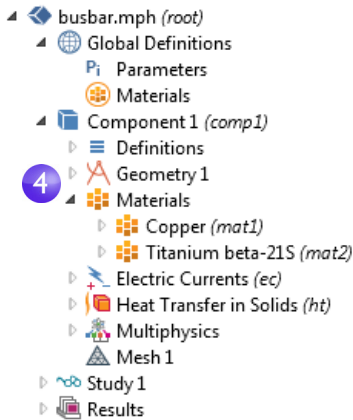 busbar.mph (root)
Global Definitions
Pi Parameters
Materials
Component 1 (comp1)
Definitions
4 Geometry 1
Materials
Copper (mat1)
Titanium beta-21S (mat2)
Electric Currents (ec)
Heat Transfer in Solids (ht)
Multiphysics
Mesh 1
Study 1
Results